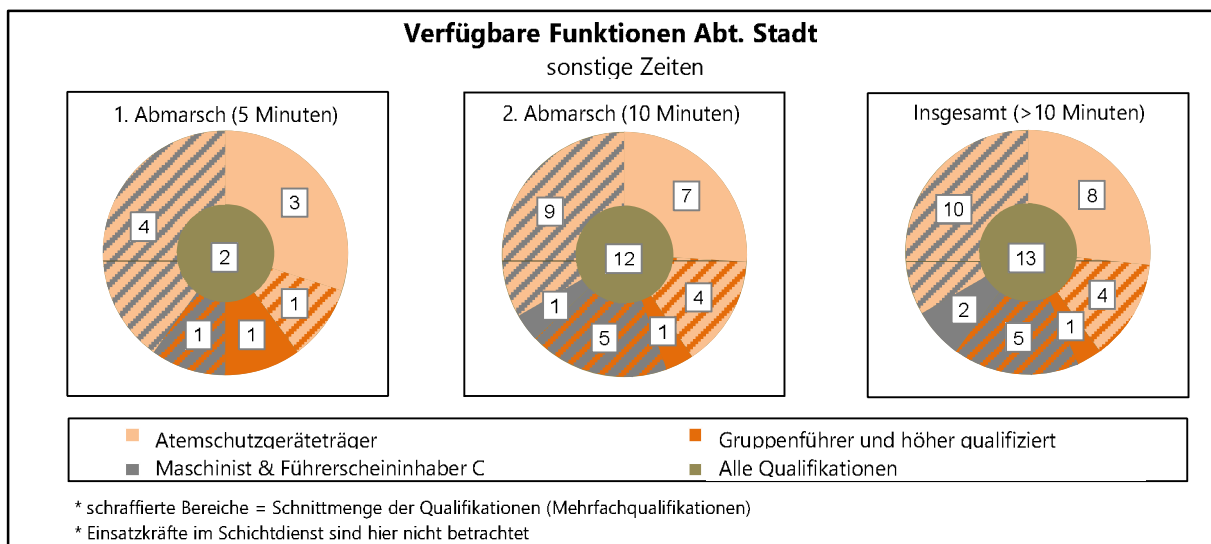 Verfügbare Funktionen Abt. Stadt
sonstige Zeiten
1. Abmarsch (5 Minuten)
3
4
2
1
1
1
2. Abmarsch (10 Minuten)
7
9
12
4
1
1
5
Insgesamt (>10 Minuten)
8
10
13
4
2
1
5
Atemschutzgeräteträger
Gruppenführer und höher qualifiziert
Maschinist & Führerscheininhaber C
Alle Qualifikationen
* schraffierte Bereiche = Schnittmenge der Qualifikationen (Mehrfachqualifikationen)
* Einsatzkräfte im Schichtdienst sind hier nicht betrachtet